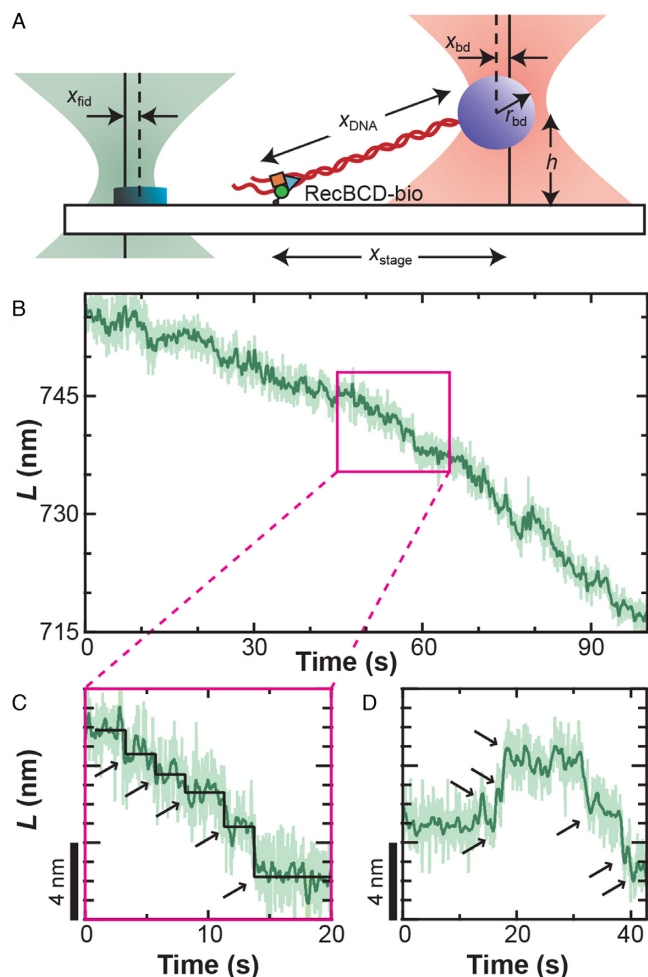 A
x_fid
x_bd
r_bd
x_DNA
h
RecBCD-bio
x_stage
B
L (nm)
745
730
715
0 30 60 90
Time (s)
C
L (nm)
4 nm
0 10 20
Time (s)
D
4 nm
0 20 40
Time (s)